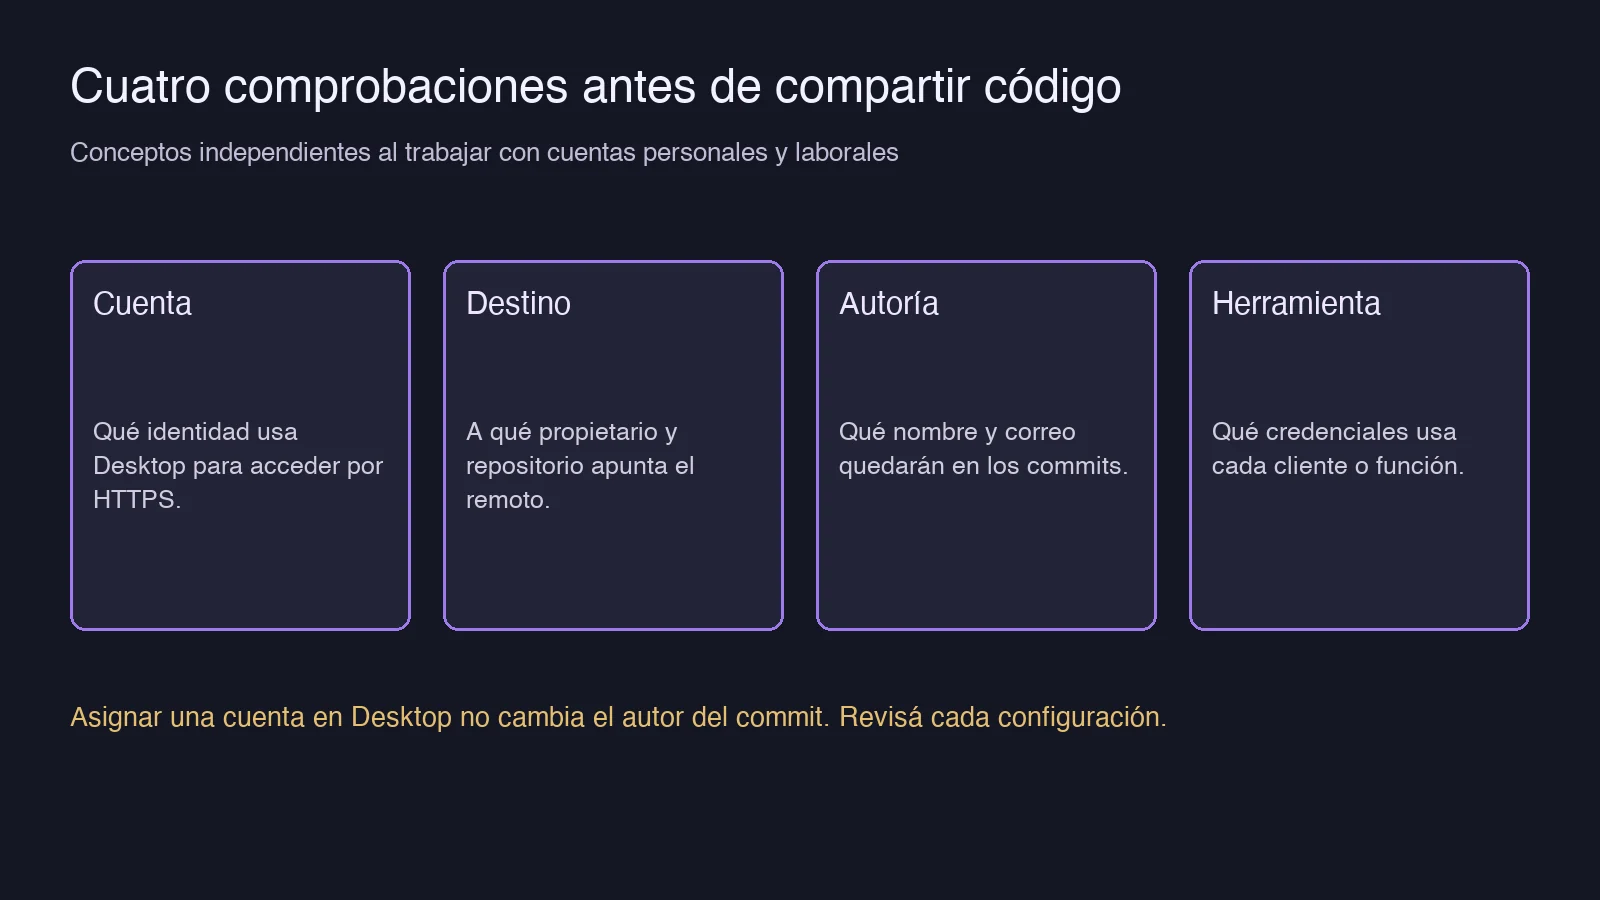 Cuatro comprobaciones antes de compartir código
Conceptos independientes al trabajar con cuentas personales y laborales
Cuenta
Qué identidad usa
Desktop para acceder por
HTTPS.
Destino
A qué propietario y
repositorio apunta el
remoto.
Autoría
Qué nombre y correo
quedarán en los commits.
Herramienta
Qué credenciales usa
cada cliente o función.
Asignar una cuenta en Desktop no cambia el autor del commit. Revisá cada configuración.